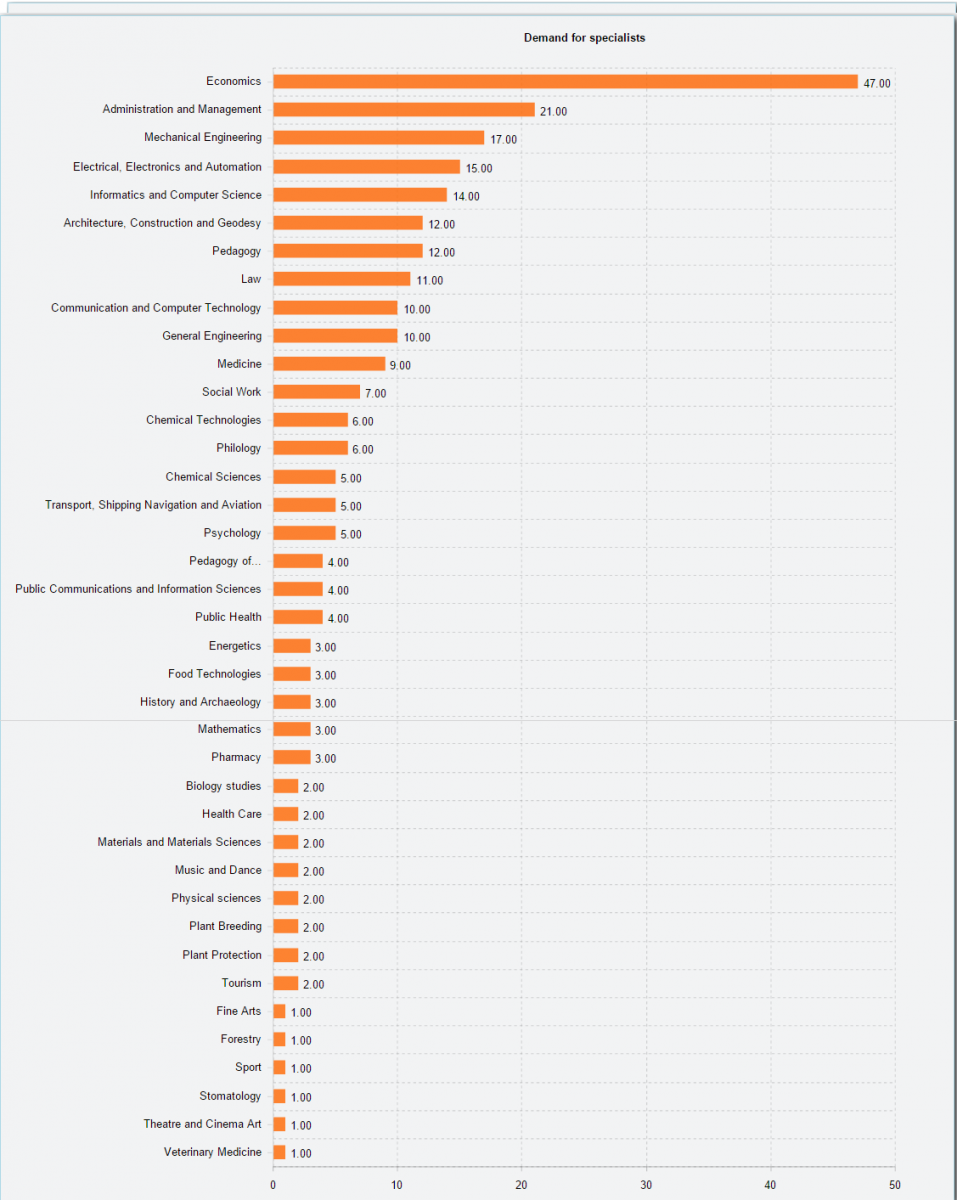 Demand for specialists
Economics 47.00
Administration and Management 21.00
Mechanical Engineering 17.00
Electrical, Electronics and Automation 15.00
Informatics and Computer Science 14.00
Architecture, Construction and Geodesy 12.00
Pedagogy 12.00
Law 11.00
Communication and Computer Technology 10.00
General Engineering 10.00
Medicine 9.00
Social Work 7.00
Chemical Technologies 6.00
Philology 6.00
Chemical Sciences 5.00
Transport, Shipping Navigation and Aviation 5.00
Psychology 5.00
Pedagogy of... 4.00
Public Communications and Information Sciences 4.00
Public Health 4.00
Energetics 3.00
Food Technologies 3.00
History and Archaeology 3.00
Mathematics 3.00
Pharmacy 3.00
Biology studies 2.00
Health Care 2.00
Materials and Materials Sciences 2.00
Music and Dance 2.00
Physical sciences 2.00
Plant Breeding 2.00
Plant Protection 2.00
Tourism 2.00
Fine Arts 1.00
Forestry 1.00
Sport 1.00
Stomatology 1.00
Theatre and Cinema Art 1.00
Veterinary Medicine 1.00
0 10 20 30 40 50